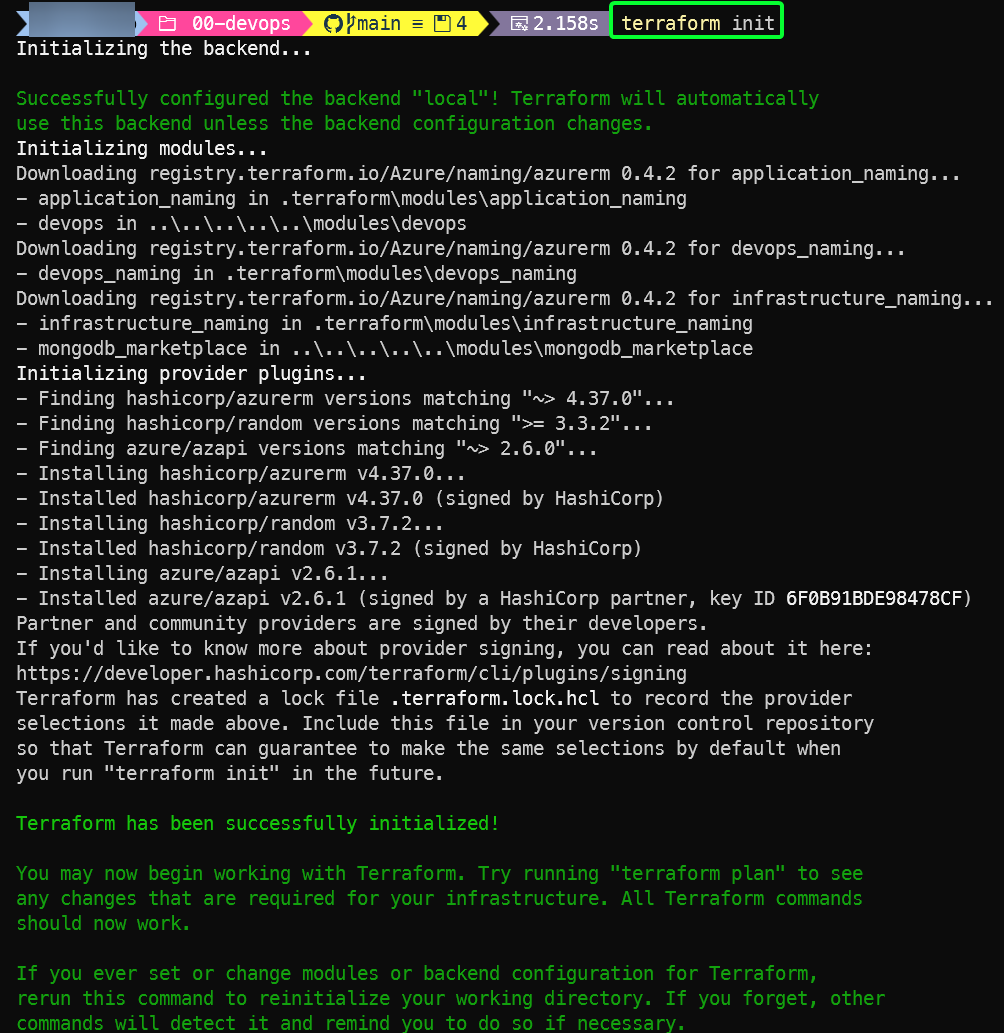 00-devops main ≡ 4 2.158s terraform init
Initializing the backend...
Successfully configured the backend "local"! Terraform will automatically
use this backend unless the backend configuration changes.
Initializing modules...
Downloading registry.terraform.io/Azure/naming/azurerm 0.4.2 for application_naming...
- application_naming in .terraform\modules\application_naming
- devops in ..\..\..\..\..\modules\devops
Downloading registry.terraform.io/Azure/naming/azurerm 0.4.2 for devops_naming...
- devops_naming in .terraform\modules\devops_naming
Downloading registry.terraform.io/Azure/naming/azurerm 0.4.2 for infrastructure_naming...
- infrastructure_naming in .terraform\modules\infrastructure_naming
- mongodb_marketplace in ..\..\..\..\..\modules\mongodb_marketplace
Initializing provider plugins...
- Finding hashicorp/azurerm versions matching "~> 4.37.0"...
- Finding hashicorp/random versions matching ">= 3.3.2"...
- Finding azure/azapi versions matching "~> 2.6.0"...
- Installing hashicorp/azurerm v4.37.0...
- Installed hashicorp/azurerm v4.37.0 (signed by HashiCorp)
- Installing hashicorp/random v3.7.2...
- Installed hashicorp/random v3.7.2 (signed by HashiCorp)
- Installing azure/azapi v2.6.1...
- Installed azure/azapi v2.6.1 (signed by a HashiCorp partner, key ID 6F0B91BDE98478CF)
Partner and community providers are signed by their developers.
If you'd like to know more about provider signing, you can read about it here:
https://developer.hashicorp.com/terraform/cli/plugins/signing
Terraform has created a lock file .terraform.lock.hcl to record the provider
selections it made above. Include this file in your version control repository
so that Terraform can guarantee to make the same selections by default when
you run "terraform init" in the future.
Terraform has been successfully initialized!
You may now begin working with Terraform. Try running "terraform plan" to see
any changes that are required for your infrastructure. All Terraform commands
should now work.
If you ever set or change modules or backend configuration for Terraform,
rerun this command to reinitialize your working directory. If you forget, other
commands will detect it and remind you to do so if necessary.